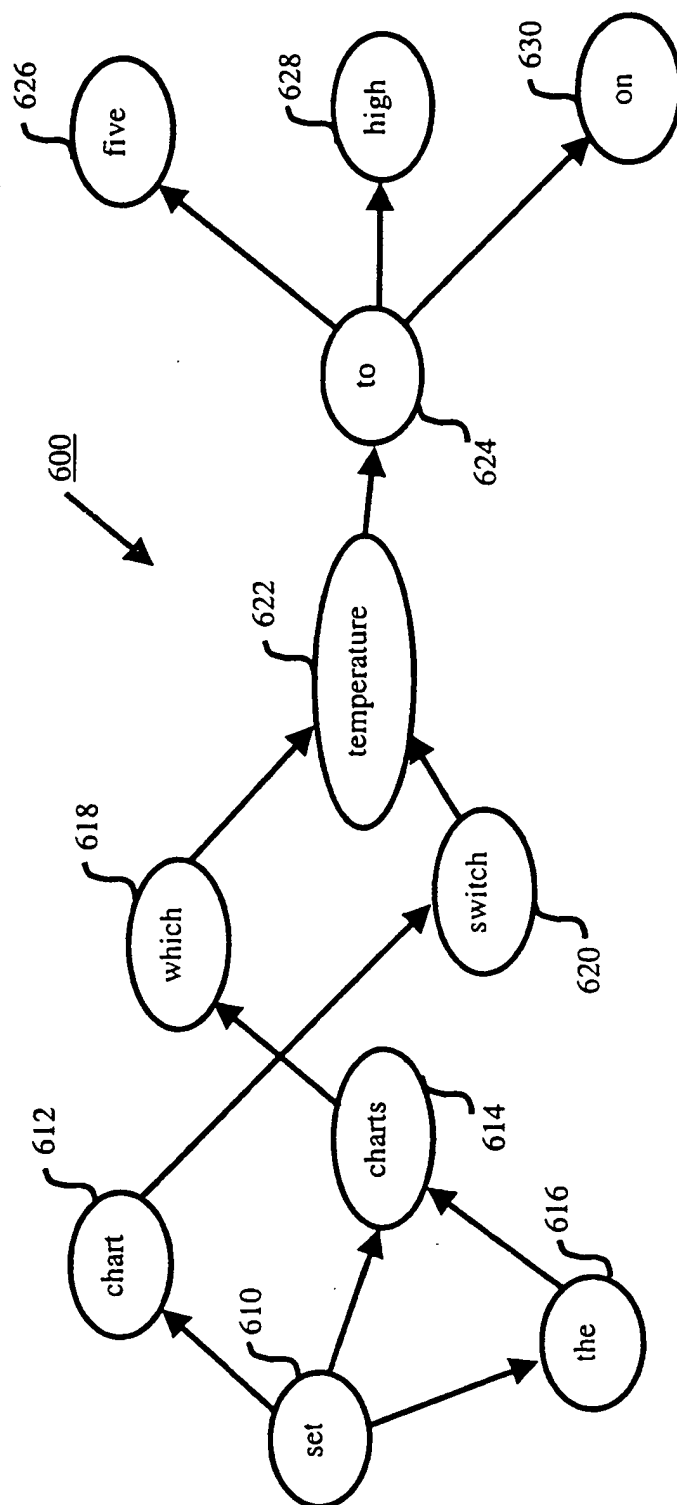 600
610
set
612
chart
614
charts
616
the
618
which
620
switch
622
temperature
624
to
626
five
628
high
630
on